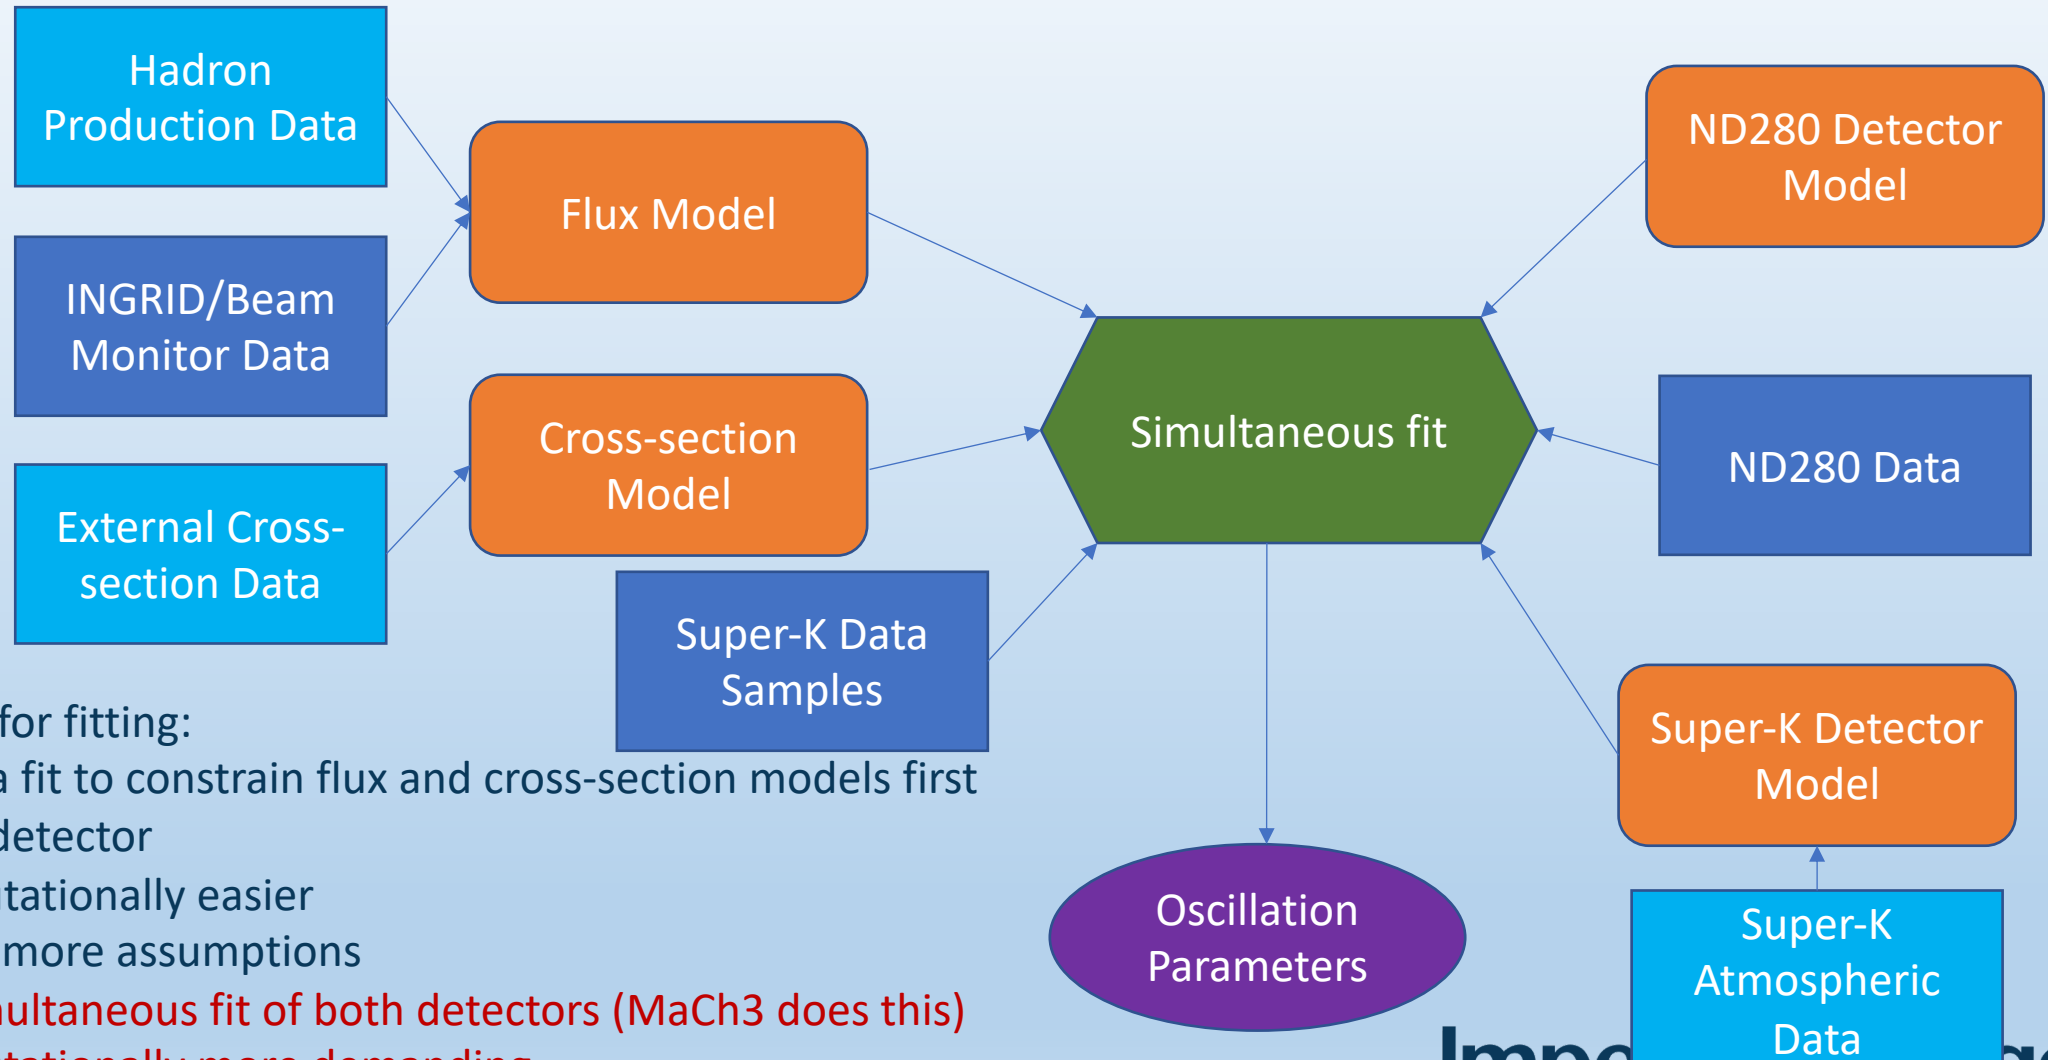 Hadron
Production Data
INGRID/Beam
Monitor Data
External Cross-
section Data
Flux Model
Cross-section
Model
Super-K Data
Samples
Simultaneous fit
Oscillation
Parameters
ND280 Detector
Model
ND280 Data
Super-K Detector
Model
Super-K
Atmospheric
Data
for fitting:
fit to constrain flux and cross-section models first
detector
easier
more assumptions
fit of both detectors (MaCh3 does this)
more demanding